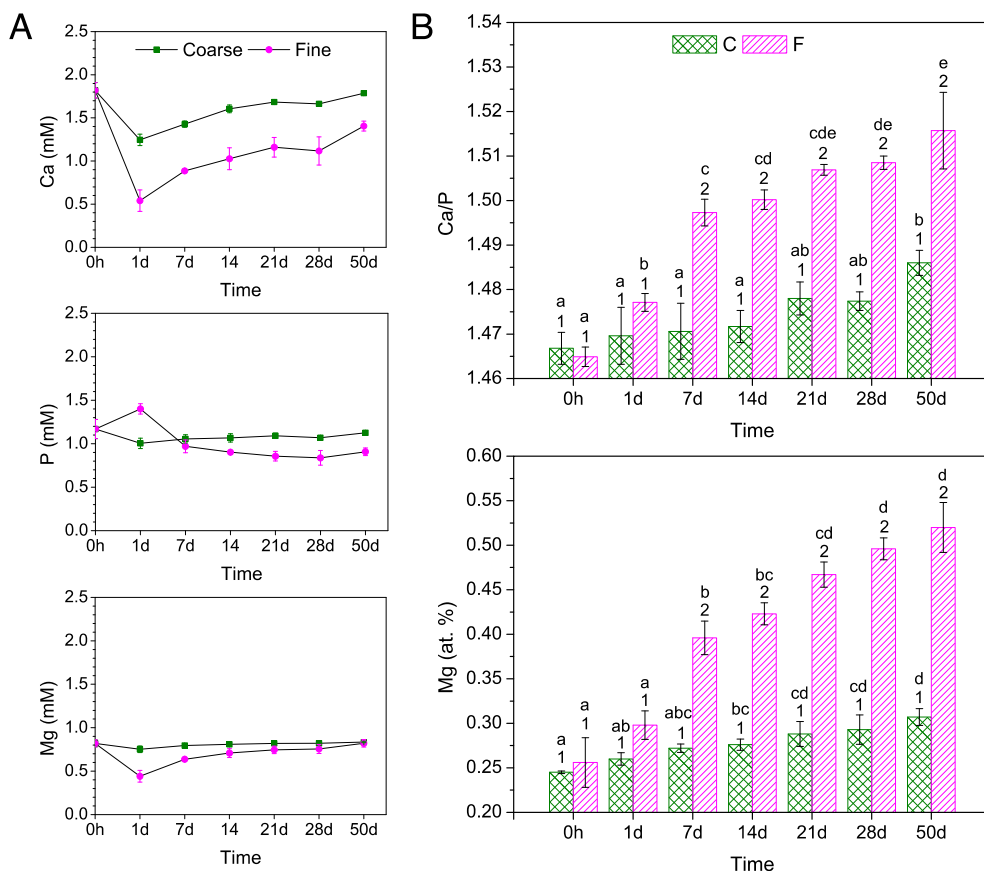 A
2.5
Coarse Fine
2.0
1.5
1.0
0.5
0.0
Ca (mM)
0h 1d 7d 14 21d 28d 50d
Time
2.5
2.0
1.5
1.0
0.5
0.0
P (mM)
0h 1d 7d 14 21d 28d 50d
Time
2.5
2.0
1.5
1.0
0.5
0.0
Mg (mM)
0h 1d 7d 14 21d 28d 50d
Time
B
C F
1.54
1.53
1.52
1.51
1.50
1.49
1.48
1.47
1.46
Ca/P
a a a b a c a cd ab cde ab de b e
1 1 1 1 1 2 1 2 1 2 1 2 1 2
0h 1d 7d 14d 21d 28d 50d
Time
0.60
0.55
0.50
0.45
0.40
0.35
0.30
0.25
0.20
Mg (at. %)
a a ab a abc b bc bc cd cd cd d d d
1 1 1 1 1 2 1 2 1 2 1 2 1 2
0h 1d 7d 14d 21d 28d 50d
Time